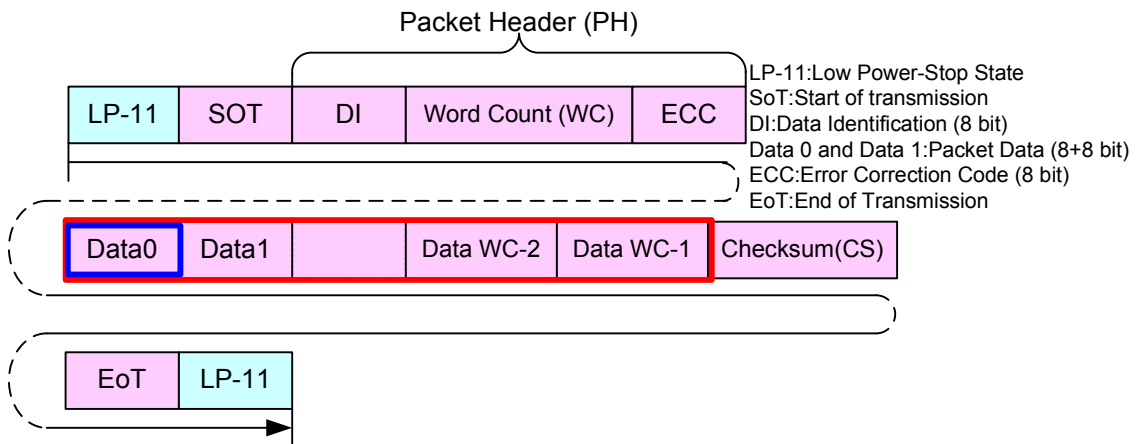 Packet Header (PH)
LP-11:Low Power-Stop State
SoT:Start of transmission
DI:Data Identification (8 bit)
Data 0 and Data 1:Packet Data (8+8 bit)
ECC:Error Correction Code (8 bit)
EoT:End of Transmission
LP-11 SOT DI Word Count (WC) ECC
Data0 Data1 Data WC-2 Data WC-1 Checksum(CS)
EoT LP-11